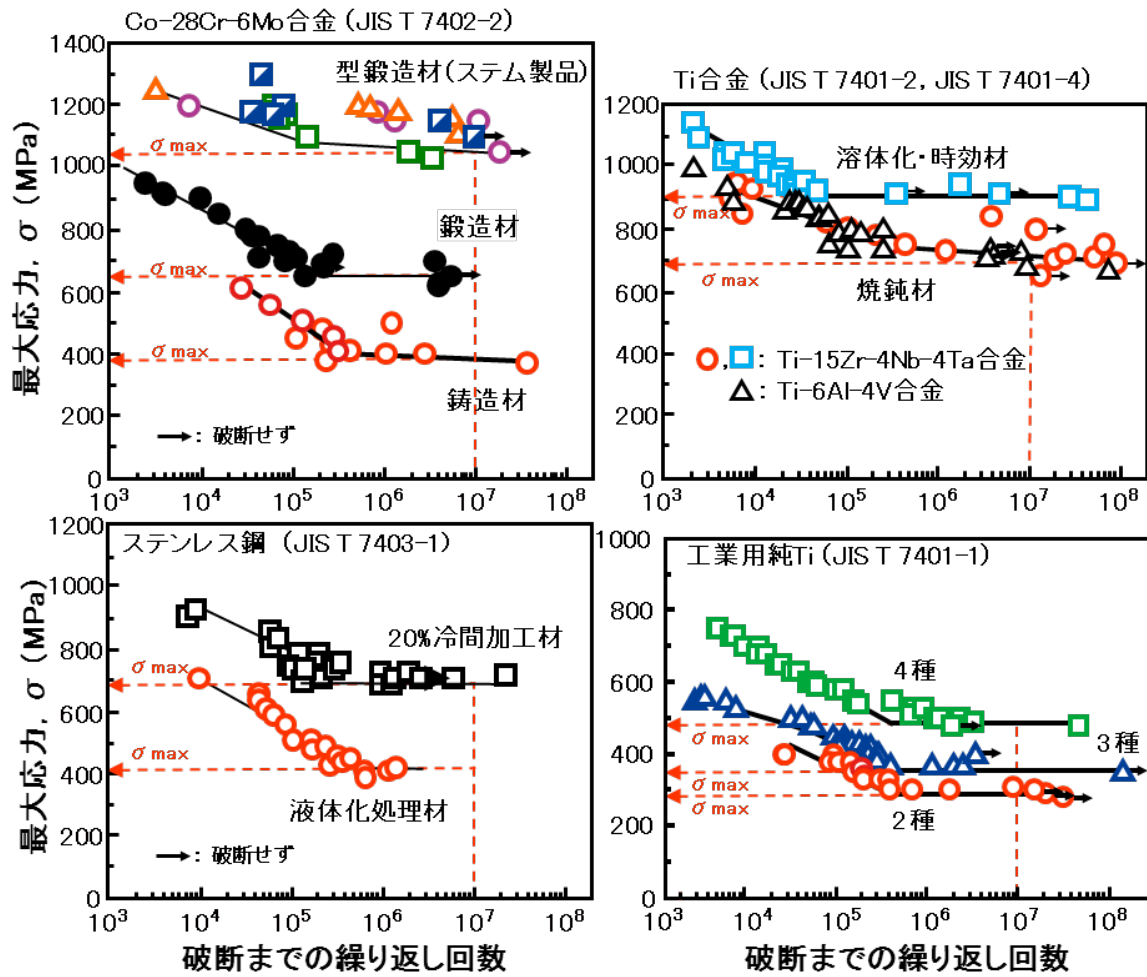 Co-28Cr-6Mo合金 (JIS T 7402-2)
1400
1200
1000
800
600
400
200
0
型鍛造材(ステム製品)
σ max
鍛造材
σ max
σ max
鋳造材
→: 破断せず
10³ 10⁴ 10⁵ 10⁶ 10⁷ 10⁸
最大応力, σ (MPa)
Ti合金 (JIS T 7401-2, JIS T 7401-4)
1200
1000
800
600
400
200
0
溶体化・時効材
σ max
σ max
焼鈍材
○,□: Ti-15Zr-4Nb-4Ta合金
△: Ti-6Al-4V合金
10³ 10⁴ 10⁵ 10⁶ 10⁷ 10⁸
ステンレス鋼 (JIS T 7403-1)
1200
1000
800
600
400
200
0
20%冷間加工材
σ max
σ max
液体化処理材
→: 破断せず
10³ 10⁴ 10⁵ 10⁶ 10⁷ 10⁸
最大応力, σ (MPa)
破断までの繰り返し回数
工業用純Ti (JIS T 7401-1)
1000
800
600
400
200
0
4種
σ max
3種
σ max
σ max
2種
10³ 10⁴ 10⁵ 10⁶ 10⁷ 10⁸
破断までの繰り返し回数